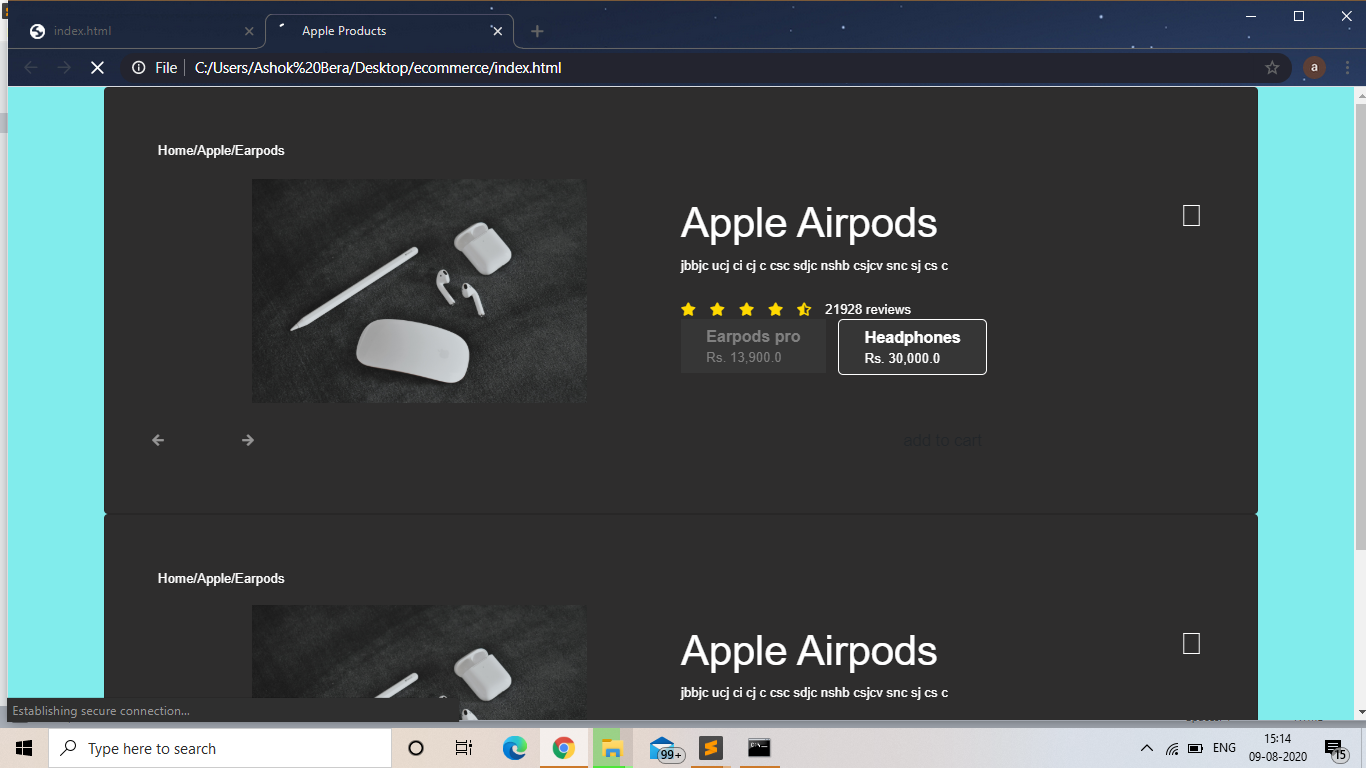 index.html
Apple Products
File
C:/Users/Ashok%20Bera/Desktop/ecommerce/index.html
a
Home/Apple/Earpods
Apple Airpods
jbbjc ucj ci cj c csc sdjc nshb csjcv snc sj cs c
21928 reviews
Earpods pro
Rs. 13,900.0
Headphones
Rs. 30,000.0
add to cart
Home/Apple/Earpods
Apple Airpods
jbbjc ucj ci cj c csc sdjc nshb csjcv snc sj cs c
Establishing secure connection...
Type here to search
99+
ENG
15:14
09-08-2020
15